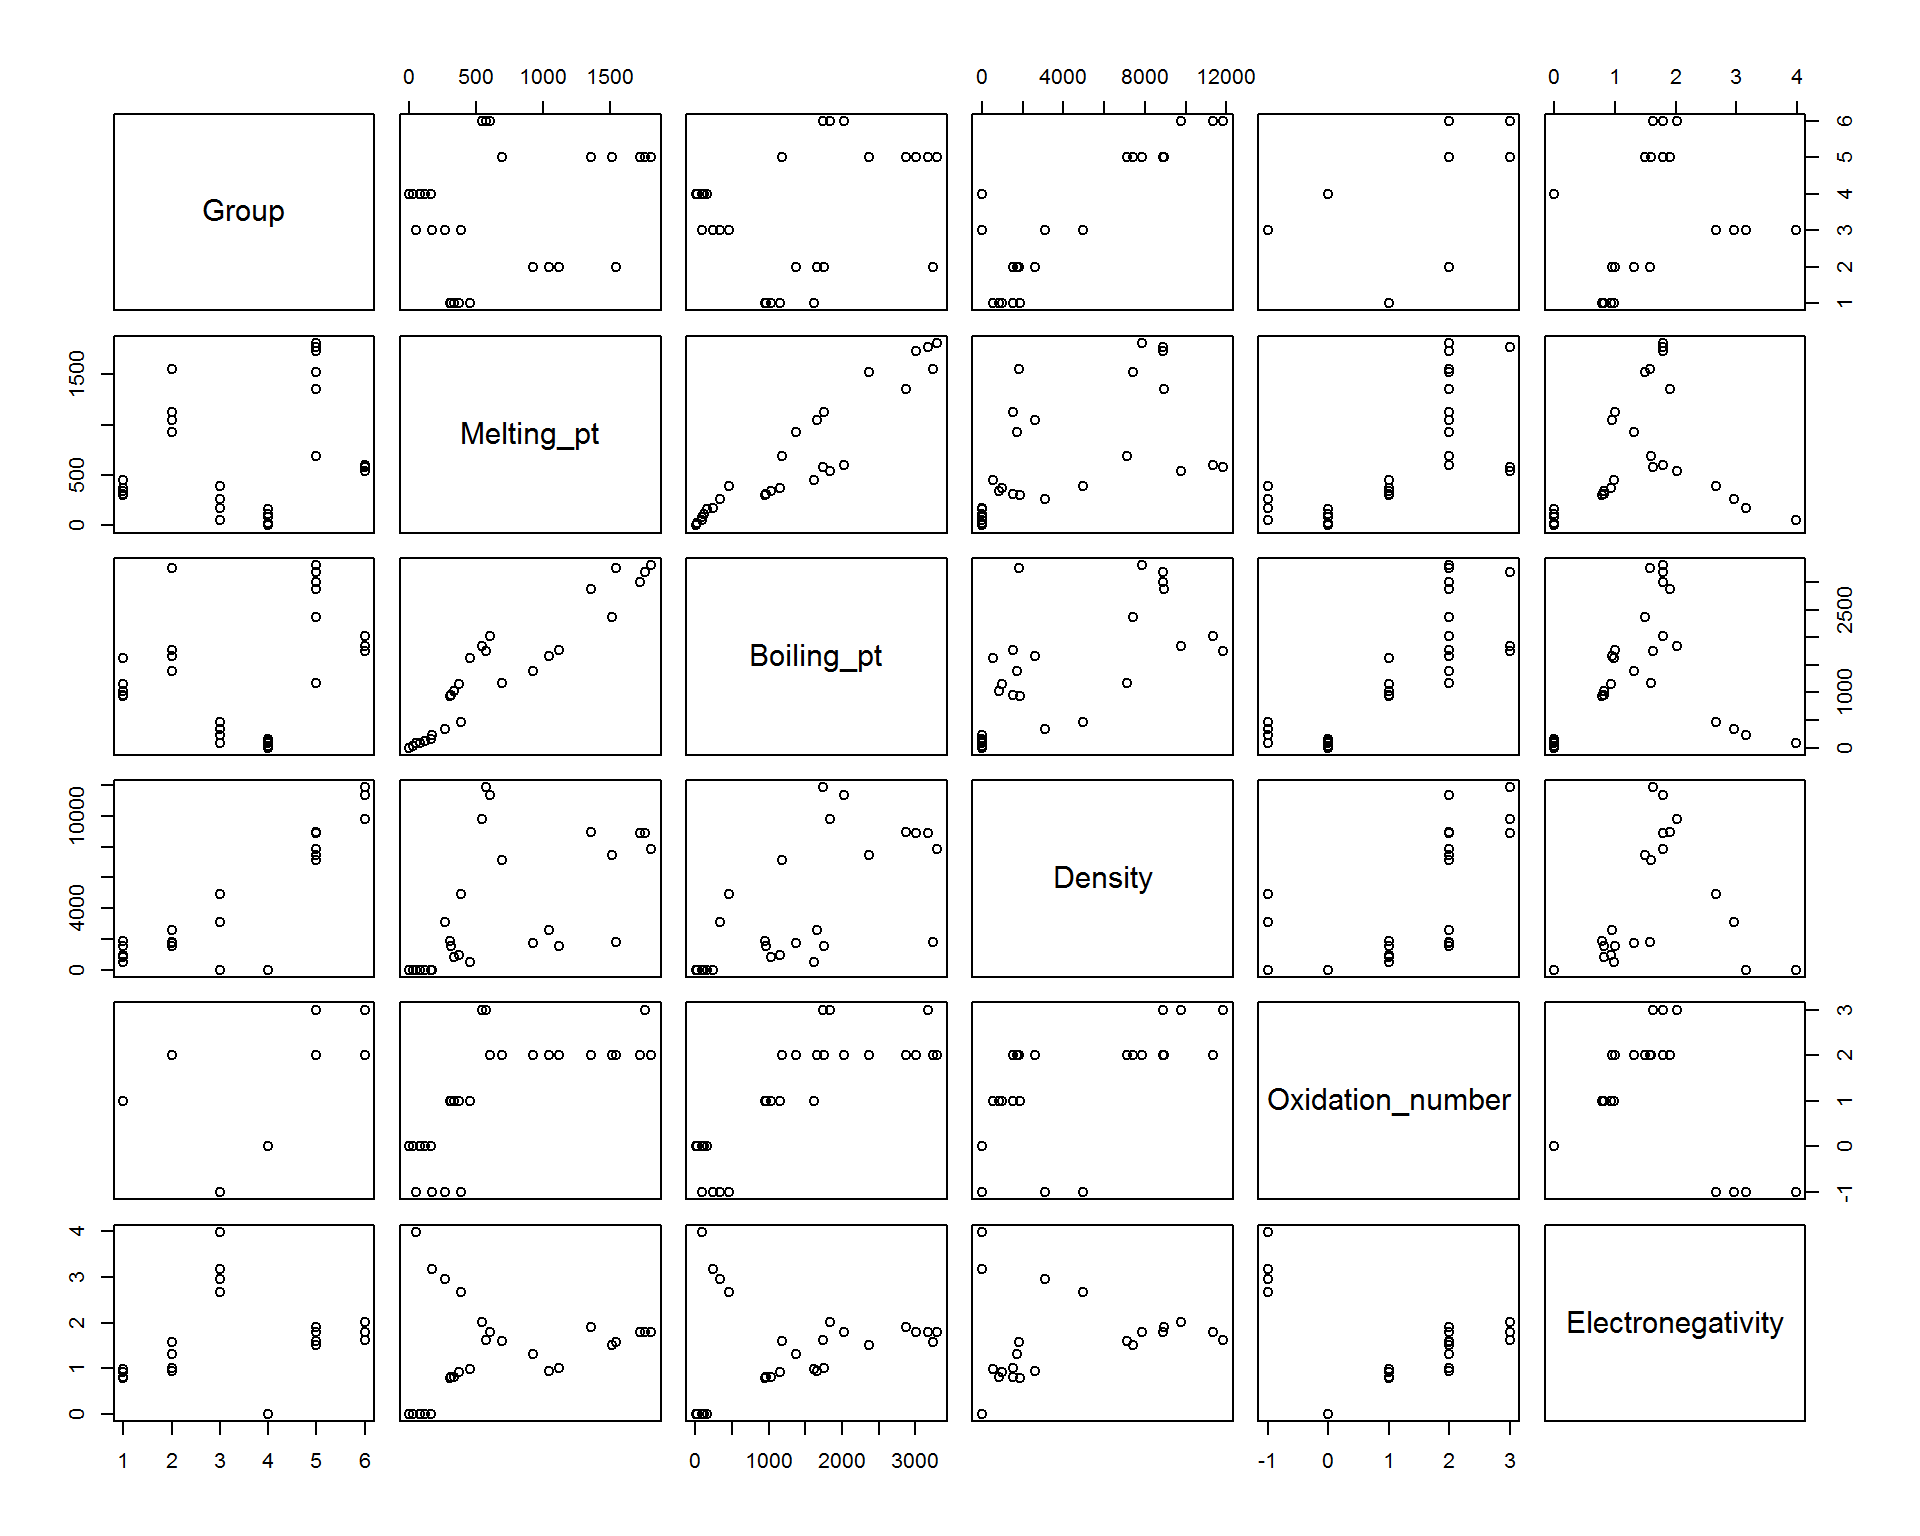 0 500 1000 1500 0 4000 8000 12000 0 1 2 3 4
Group
1 2 3 4 5 6
0 500 1500
Melting_pt
Boiling_pt
0 1000 2500
0 4000 10000
Density
Oxidation_number
-1 0 1 2 3
0 1 2 3 4
Electronegativity
1 2 3 4 5 6 0 1000 2000 3000 -1 0 1 2 3